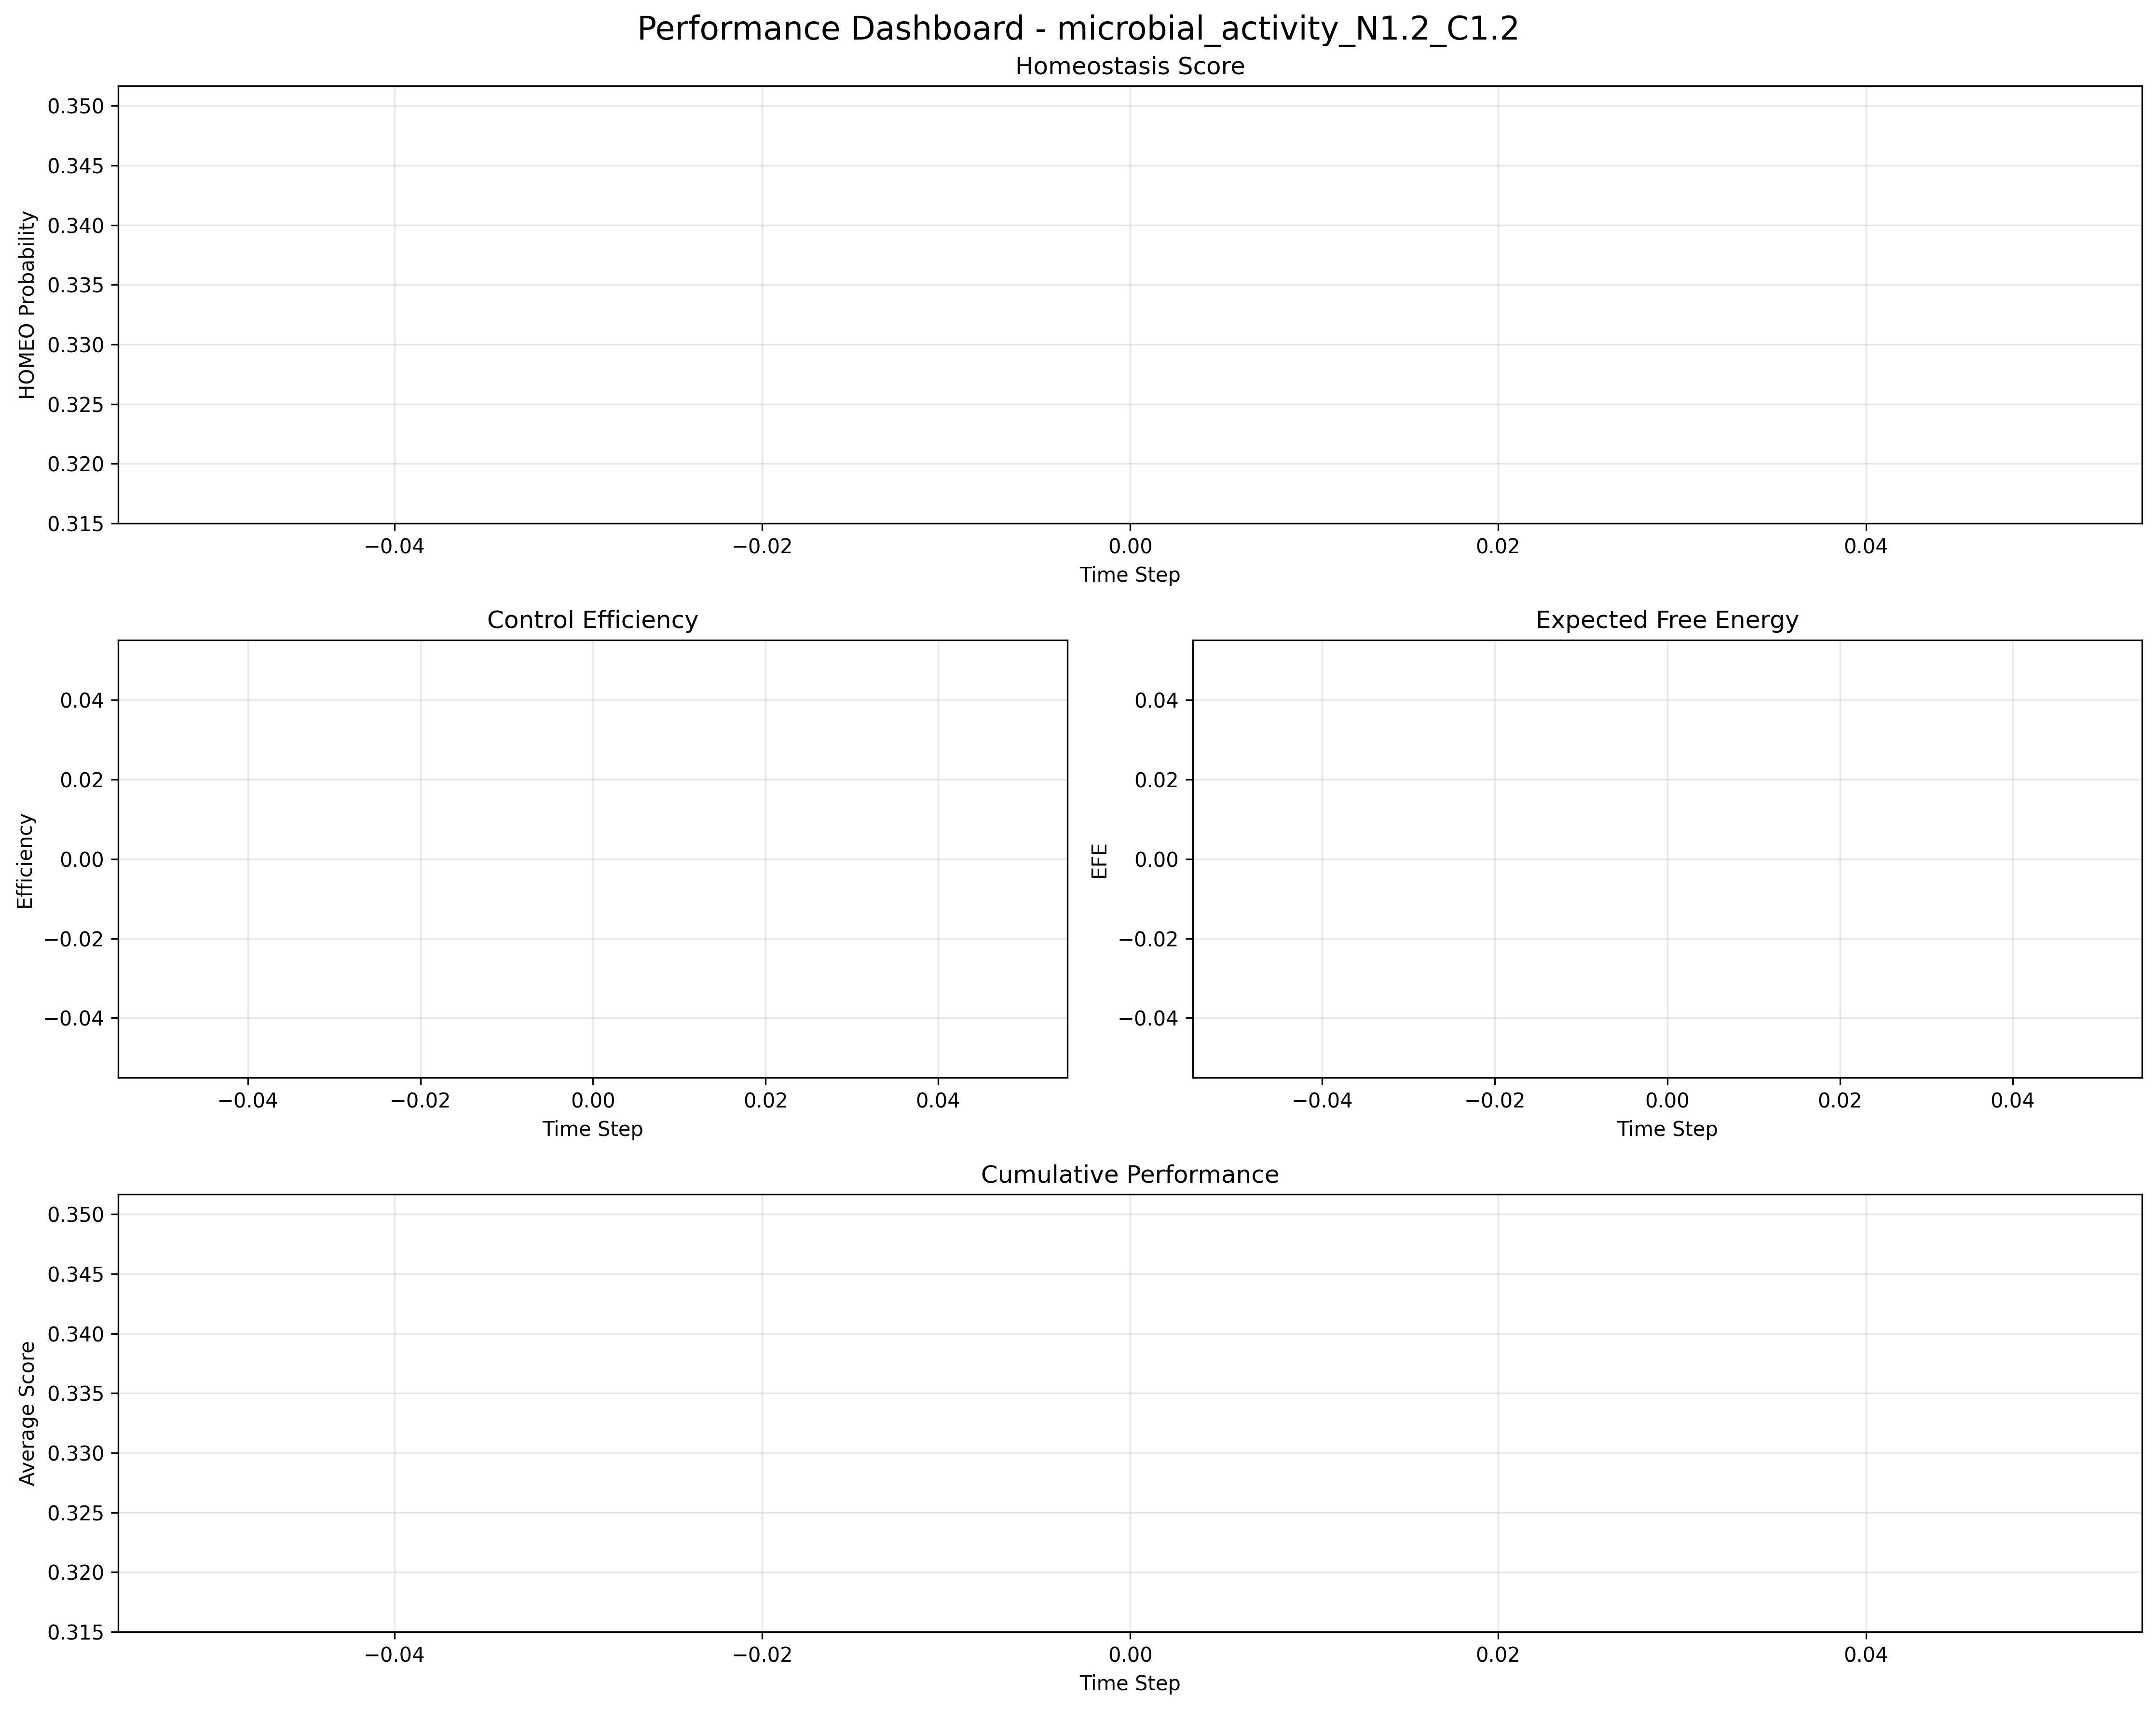 Performance Dashboard - microbial_activity_N1.2_C1.2
Homeostasis Score
HOMEO Probability
0.350
0.345
0.340
0.335
0.330
0.325
0.320
0.315
−0.04 −0.02 0.00 0.02 0.04
Time Step
Control Efficiency
Efficiency
0.04
0.02
0.00
−0.02
−0.04
−0.04 −0.02 0.00 0.02 0.04
Time Step
Expected Free Energy
EFE
0.04
0.02
0.00
−0.02
−0.04
−0.04 −0.02 0.00 0.02 0.04
Time Step
Cumulative Performance
Average Score
0.350
0.345
0.340
0.335
0.330
0.325
0.320
0.315
−0.04 −0.02 0.00 0.02 0.04
Time Step